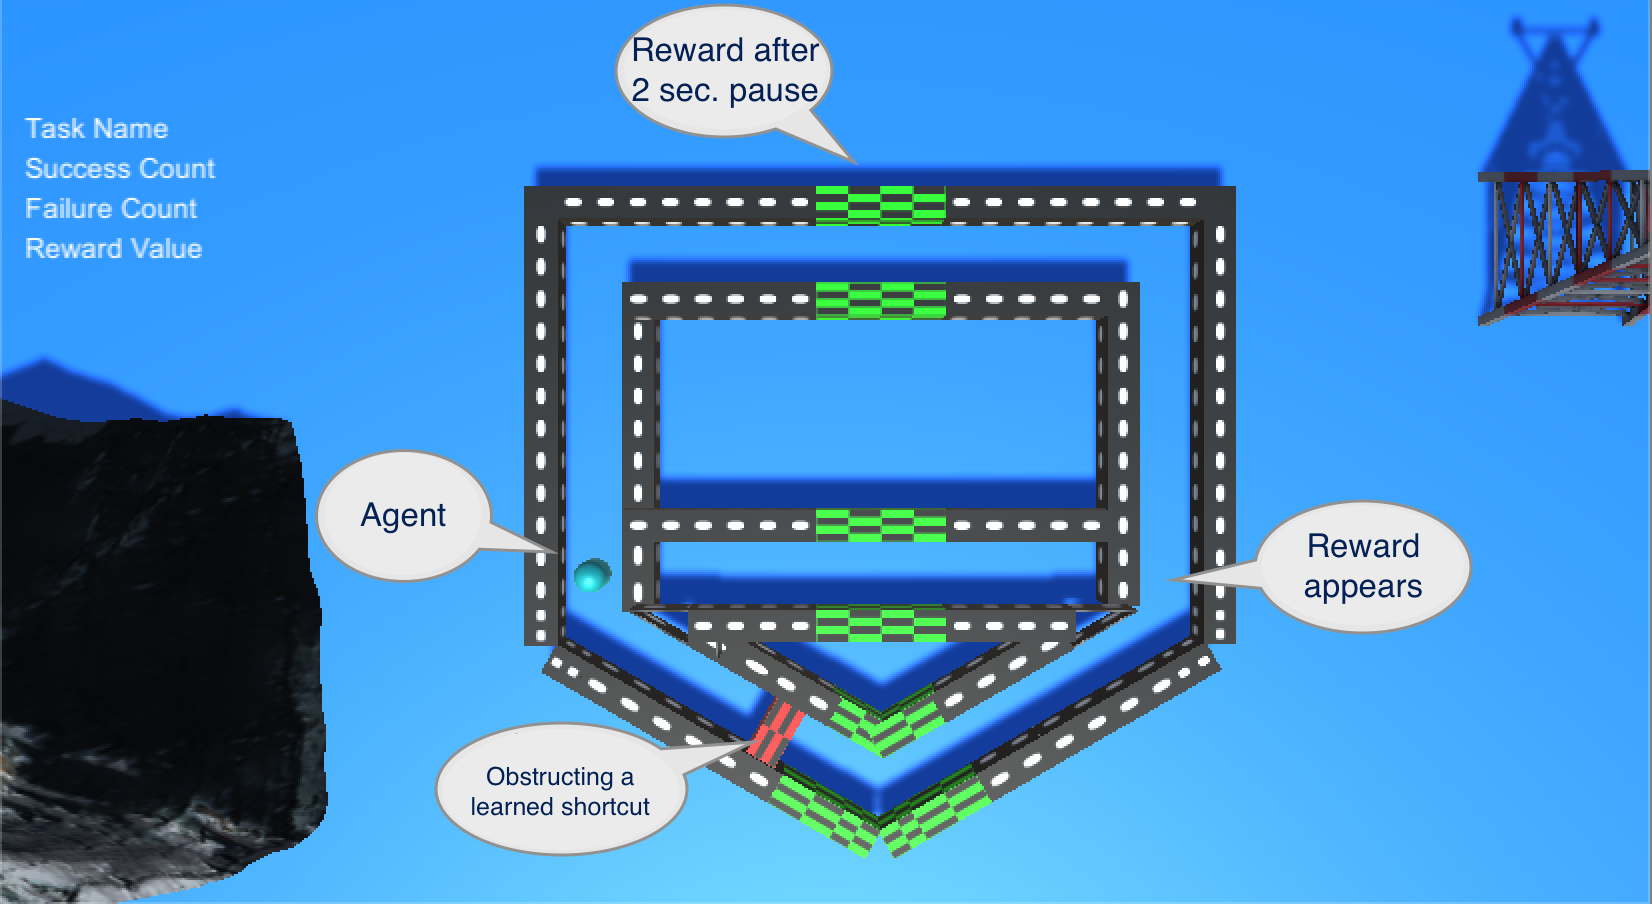 Reward after
2 sec. pause
Task Name
Success Count
Failure Count
Reward Value
Agent
Reward
appears
Obstructing a
learned shortcut